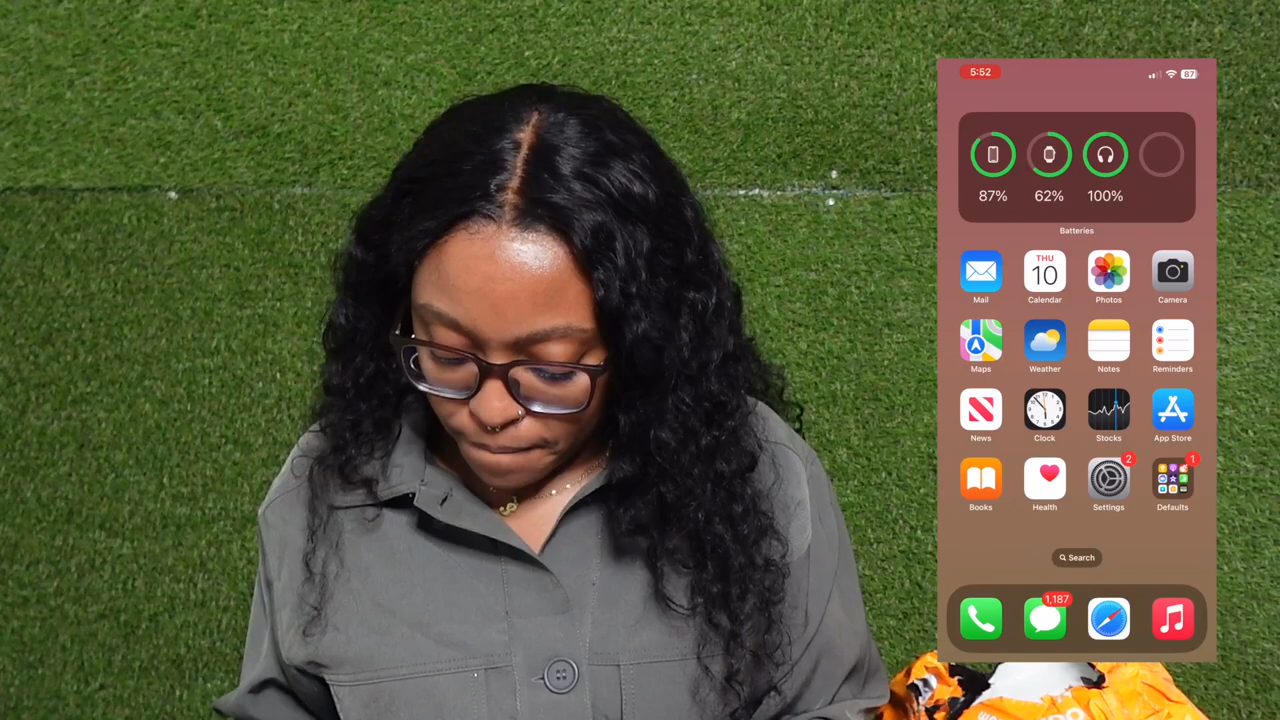 5:52
87
87% 62% 100%
Batteries
THU
10
Mail Calendar Photos Camera
Maps Weather Notes Reminders
News Clock Stocks App Store
2 1
Books Health Settings Defaults
Search
1,187